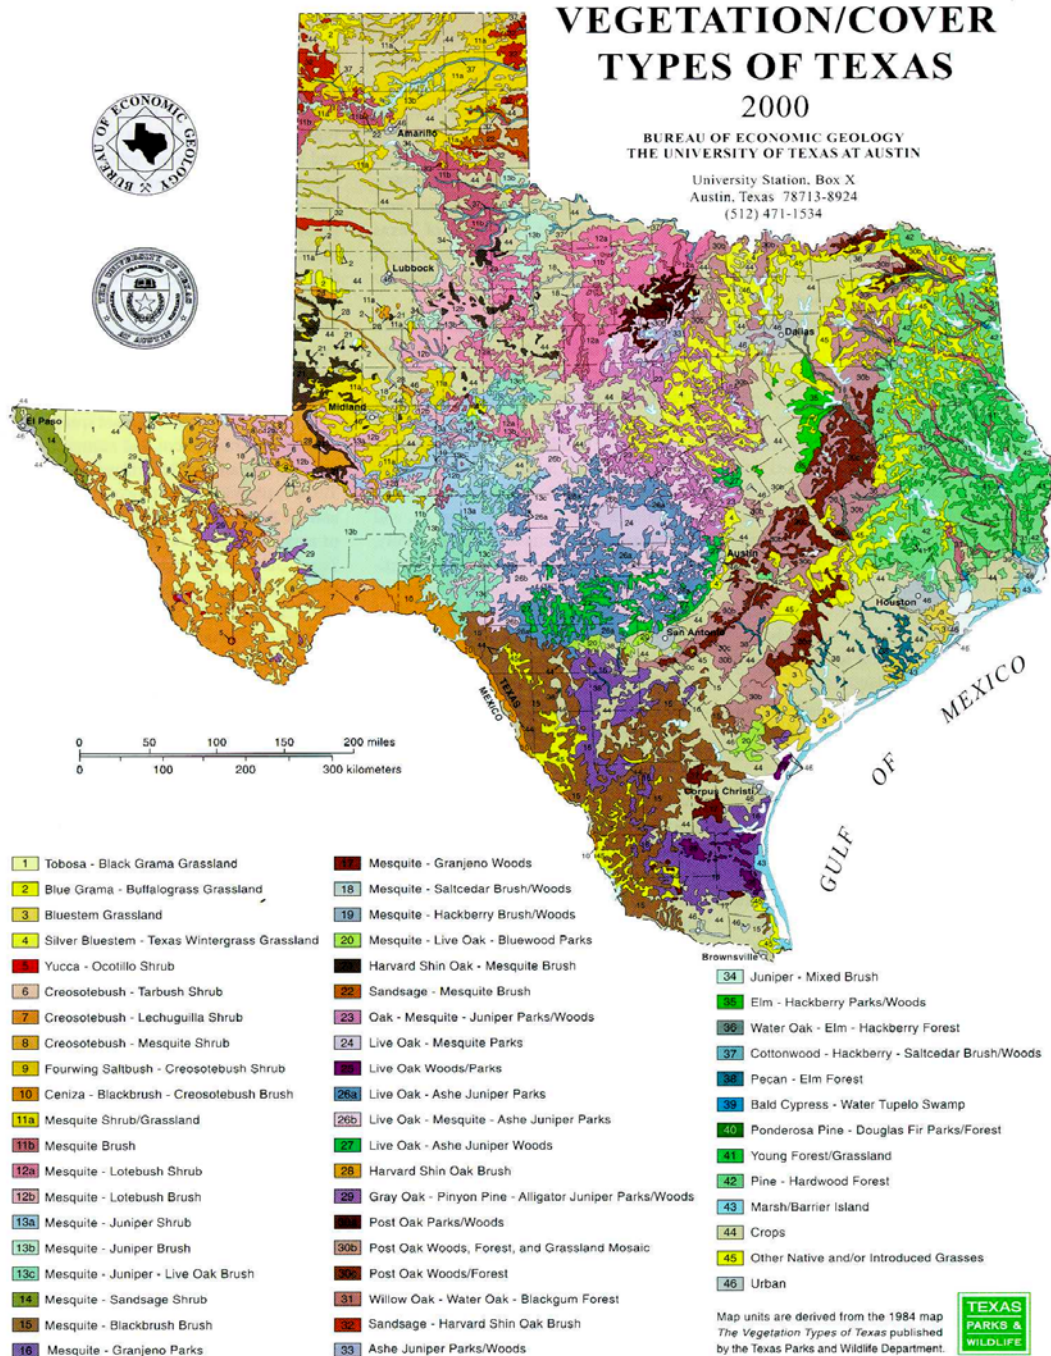 VEGETATION/COVER
TYPES OF TEXAS
2000
BUREAU OF ECONOMIC GEOLOGY
THE UNIVERSITY OF TEXAS AT AUSTIN
University Station, Box X
Austin, Texas 78713-8924
(512) 471-1534
BUREAU OF ECONOMIC GEOLOGY
Amarillo
Lubbock
Dallas
Midland
El Paso
Austin
Houston
San Antonio
TEXAS
MEXICO
Corpus Christi
Brownsville
GULF OF MEXICO
0 50 100 150 200 miles
0 100 200 300 kilometers
1 Tobosa - Black Grama Grassland
2 Blue Grama - Buffalograss Grassland
3 Bluestem Grassland
4 Silver Bluestem - Texas Wintergrass Grassland
5 Yucca - Ocotillo Shrub
6 Creosotebush - Tarbush Shrub
7 Creosotebush - Lechuguilla Shrub
8 Creosotebush - Mesquite Shrub
9 Fourwing Saltbush - Creosotebush Shrub
10 Ceniza - Blackbrush - Creosotebush Brush
11a Mesquite Shrub/Grassland
11b Mesquite Brush
12a Mesquite - Lotebush Shrub
12b Mesquite - Lotebush Brush
13a Mesquite - Juniper Shrub
13b Mesquite - Juniper Brush
13c Mesquite - Juniper - Live Oak Brush
14 Mesquite - Sandsage Shrub
15 Mesquite - Blackbrush Brush
16 Mesquite - Granjeno Parks
Mesquite - Granjeno Woods
18 Mesquite - Saltcedar Brush/Woods
19 Mesquite - Hackberry Brush/Woods
20 Mesquite - Live Oak - Bluewood Parks
Harvard Shin Oak - Mesquite Brush
22 Sandsage - Mesquite Brush
23 Oak - Mesquite - Juniper Parks/Woods
24 Live Oak - Mesquite Parks
Live Oak Woods/Parks
26a Live Oak - Ashe Juniper Parks
26b Live Oak - Mesquite - Ashe Juniper Parks
27 Live Oak - Ashe Juniper Woods
28 Harvard Shin Oak Brush
29 Gray Oak - Pinyon Pine - Alligator Juniper Parks/Woods
Post Oak Parks/Woods
30b Post Oak Woods, Forest, and Grassland Mosaic
30c Post Oak Woods/Forest
31 Willow Oak - Water Oak - Blackgum Forest
32 Sandsage - Harvard Shin Oak Brush
33 Ashe Juniper Parks/Woods
34 Juniper - Mixed Brush
35 Elm - Hackberry Parks/Woods
36 Water Oak - Elm - Hackberry Forest
37 Cottonwood - Hackberry - Saltcedar Brush/Woods
38 Pecan - Elm Forest
39 Bald Cypress - Water Tupelo Swamp
40 Ponderosa Pine - Douglas Fir Parks/Forest
41 Young Forest/Grassland
42 Pine - Hardwood Forest
43 Marsh/Barrier Island
44 Crops
45 Other Native and/or Introduced Grasses
46 Urban
Map units are derived from the 1984 map
The Vegetation Types of Texas published
by the Texas Parks and Wildlife Department.
TEXAS
PARKS &
WILDLIFE